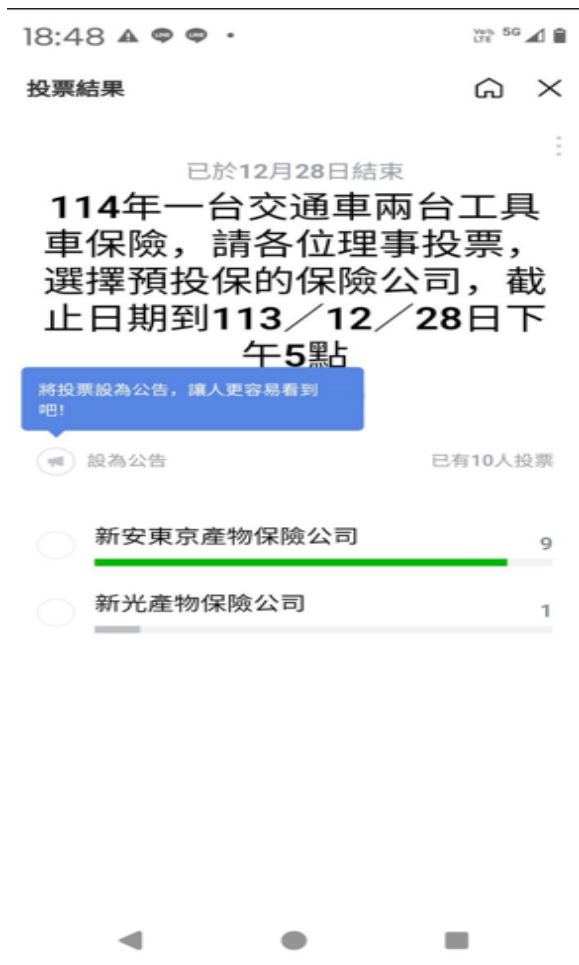 18:48
VoLTE 5G
投票結果
已於12月28日結束
114年一台交通車兩台工具
車保險，請各位理事投票，
選擇預投保的保險公司，截
止日期到113／12／28日下
午5點
將投票設為公告，讓人更容易看到
吧！
設為公告
已有10人投票
新安東京產物保險公司
9
新光產物保險公司
1